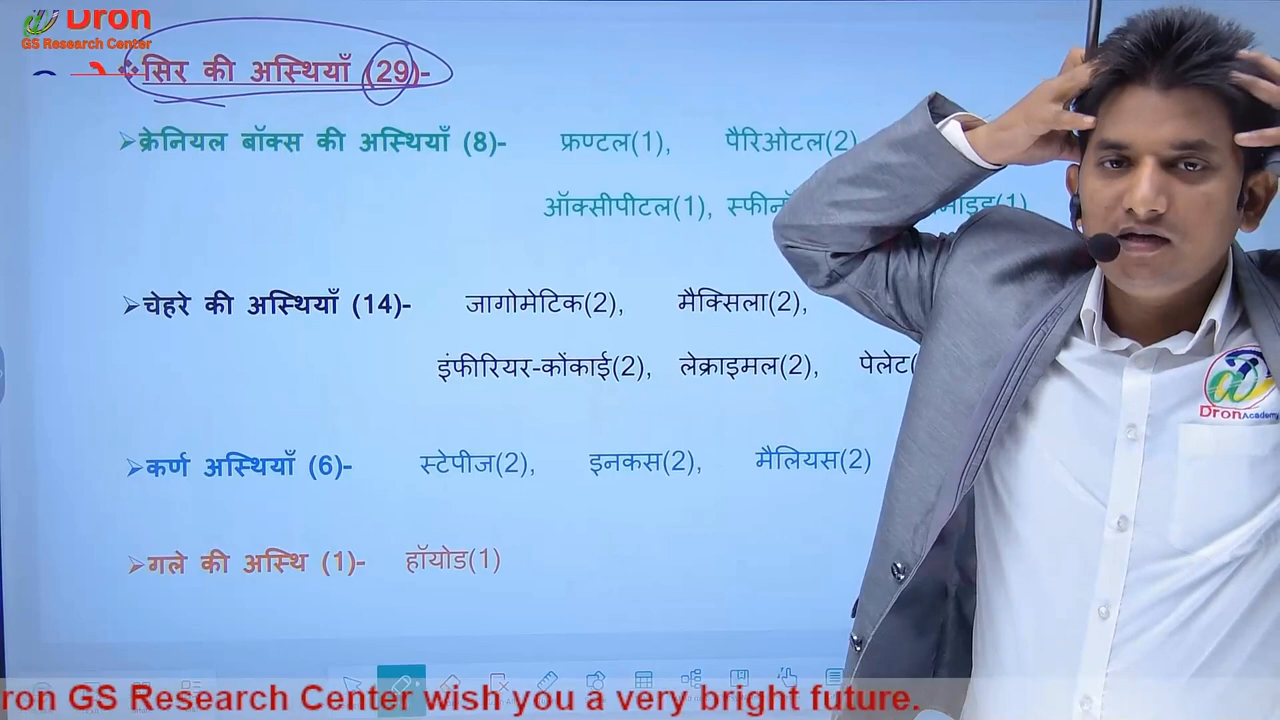 Dron
GS Research Center
सिर की अस्थियाँ (29)-
क्रेनियल बॉक्स की अस्थियाँ (8)- फ्रण्टल(1), पैरिओटल(2)
ऑक्सीपीटल(1),
चेहरे की अस्थियाँ (14)- जागोमेटिक(2), मैक्सिला(2),
इंफीरियर-कोंकाई(2), लेक्राइमल(2), पेलेट(
कर्ण अस्थियाँ (6)- स्टेपीज(2), इनकस(2), मैलियस(2)
गले की अस्थि (1)- हॉयोड(1)
Dron Academy
ron GS Research Center wish you a very bright future.